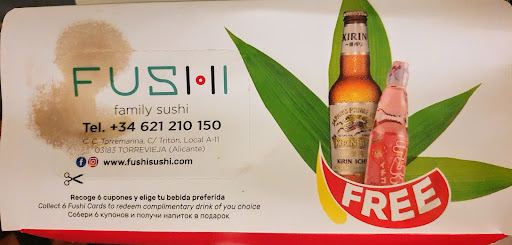 FUSHI
family sushi
Tel. +34 621 210 150
C. C. Torremarina, C/ Tritón, Local A-11
03183 TORREVIEJA (Alicante)
www.fushisushi.com
Recoge 6 cupones y elige tu bebida preferida
Collect 6 Fushi Cards to redeem complimentary drink of you choice
Собери 6 купонов и получи напиток в подарок
KIRIN
KIRIN ICHI
FREE